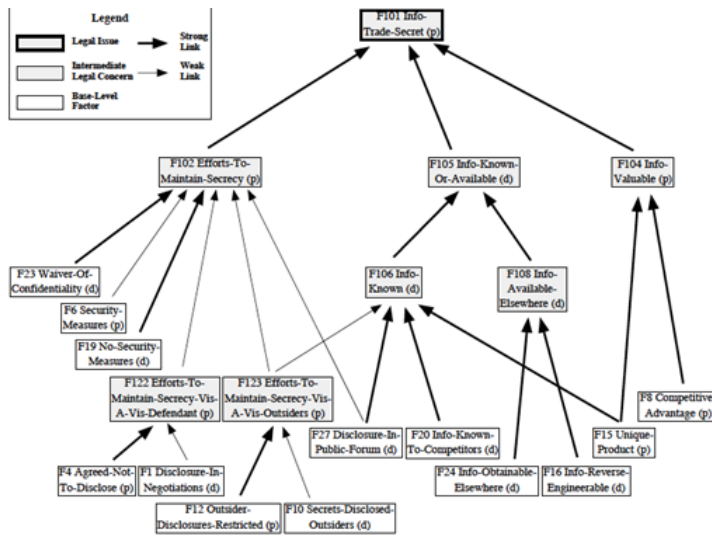 Legend
Legal Issue
Strong
Link
Intermediate
Legal Concern
Weak
Link
Base-Level
Factor
F101 Info-
Trade-Secret (p)
F102 Efforts-To-
Maintain-Secrecy (p)
F105 Info-Known-
Or-Available (d)
F104 Info-
Valuable (p)
F23 Waiver-Of-
Confidentiality (d)
F6 Security-
Measures (p)
F19 No-Security-
Measures (d)
F106 Info-
Known (d)
F108 Info-
Available-
Elsewhere (d)
F122 Efforts-To-
Maintain-Secrecy-Vis-
A-Vis-Defendant (p)
F123 Efforts-To-
Maintain-Secrecy-Vis-
A-Vis-Outsiders (p)
F8 Competitive-
Advantage (p)
F27 Disclosure-In-
Public-Forum (d)
F20 Info-Known-
To-Competitors (d)
F15 Unique-
Product (p)
F4 Agreed-Not-
To-Disclose (p)
F1 Disclosure-In-
Negotiations (d)
F24 Info-Obtainable-
Elsewhere (d)
F16 Info-Reverse-
Engineerable (d)
F12 Outsider-
Disclosures-Restricted (p)
F10 Secrets-Disclosed-
Outsiders (d)